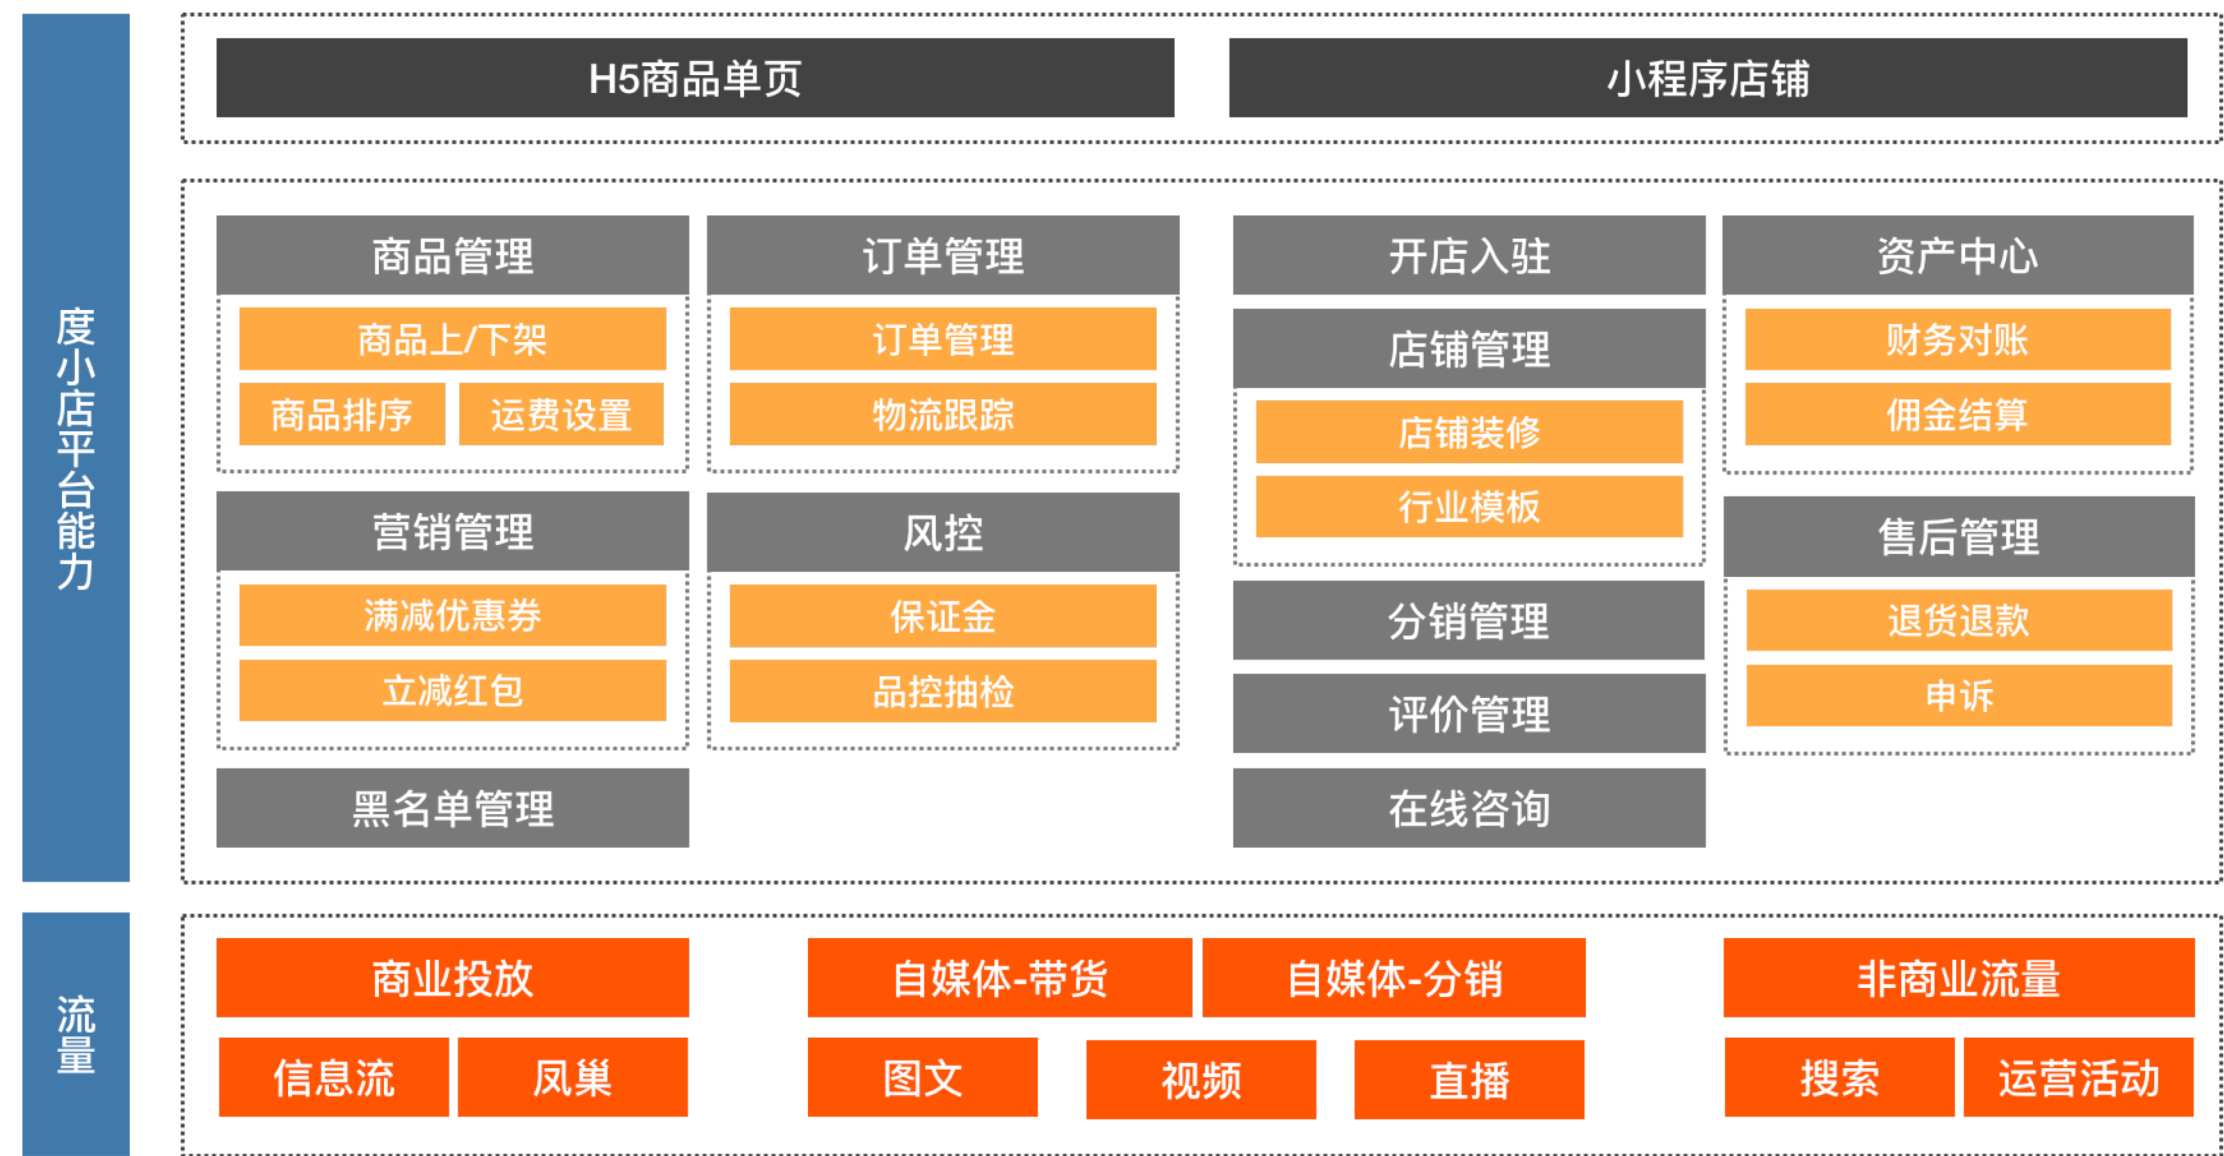 度小店平台能力
H5商品单页
小程序店铺
商品管理
商品上/下架
商品排序
运费设置
订单管理
订单管理
物流跟踪
营销管理
满减优惠券
立减红包
风控
保证金
品控抽检
黑名单管理
开店入驻
店铺管理
店铺装修
行业模板
分销管理
评价管理
在线咨询
资产中心
财务对账
佣金结算
售后管理
退货退款
申诉
流量
商业投放
信息流
凤巢
自媒体-带货
自媒体-分销
图文
视频
直播
非商业流量
搜索
运营活动